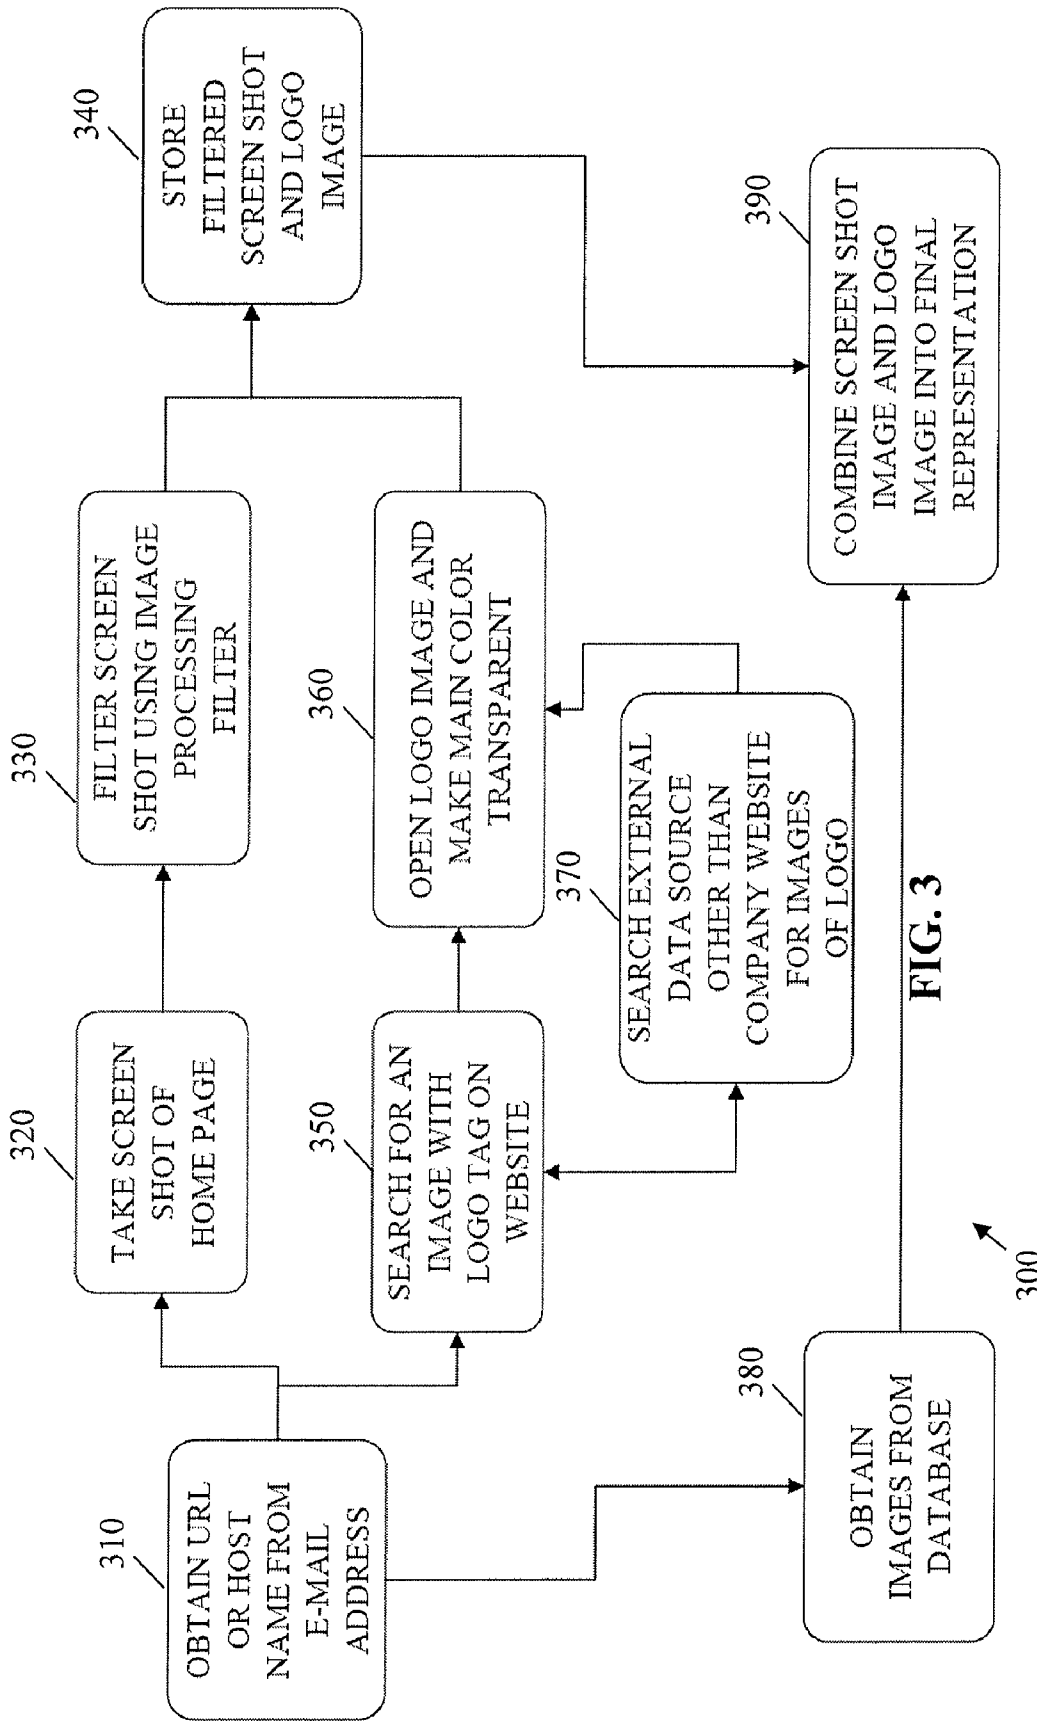 310
OBTAIN URL
OR HOST
NAME FROM
E-MAIL
ADDRESS
320
TAKE SCREEN
SHOT OF
HOME PAGE
330
FILTER SCREEN
SHOT USING IMAGE
PROCESSING
FILTER
340
STORE
FILTERED
SCREEN SHOT
AND LOGO
IMAGE
350
SEARCH FOR AN
IMAGE WITH
LOGO TAG ON
WEBSITE
360
OPEN LOGO IMAGE AND
MAKE MAIN COLOR
TRANSPARENT
370
SEARCH EXTERNAL
DATA SOURCE
OTHER THAN
COMPANY WEBSITE
FOR IMAGES
OF LOGO
380
OBTAIN
IMAGES FROM
DATABASE
390
COMBINE SCREEN SHOT
IMAGE AND LOGO
IMAGE INTO FINAL
REPRESENTATION
300
FIG. 3